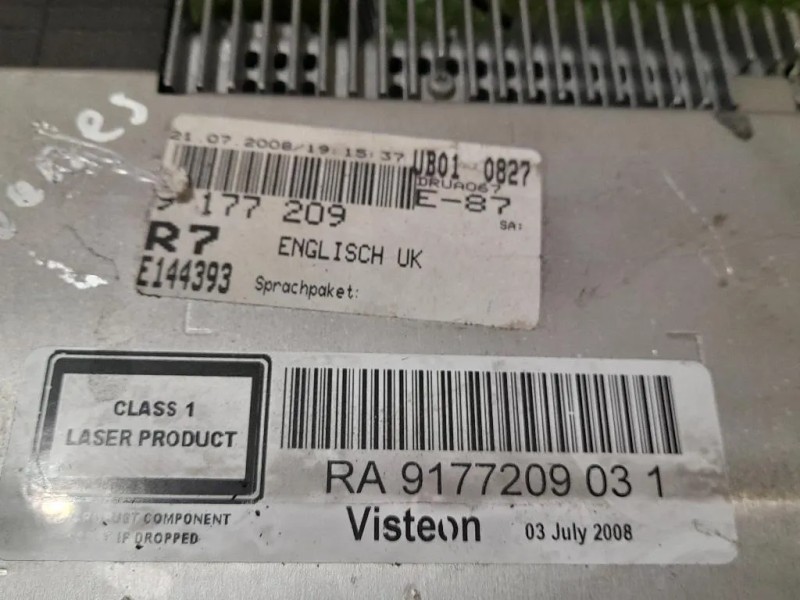 21.07.2008/19:15:37
UB01 0827
DRUA067
E-87
SA:
9 177 209
R7
ENGLISCH UK
E144393
Sprachpaket:
CLASS 1
LASER PRODUCT
RA 9177209 03 1
COMPONENT
IF DROPPED
Visteon
03 July 2008